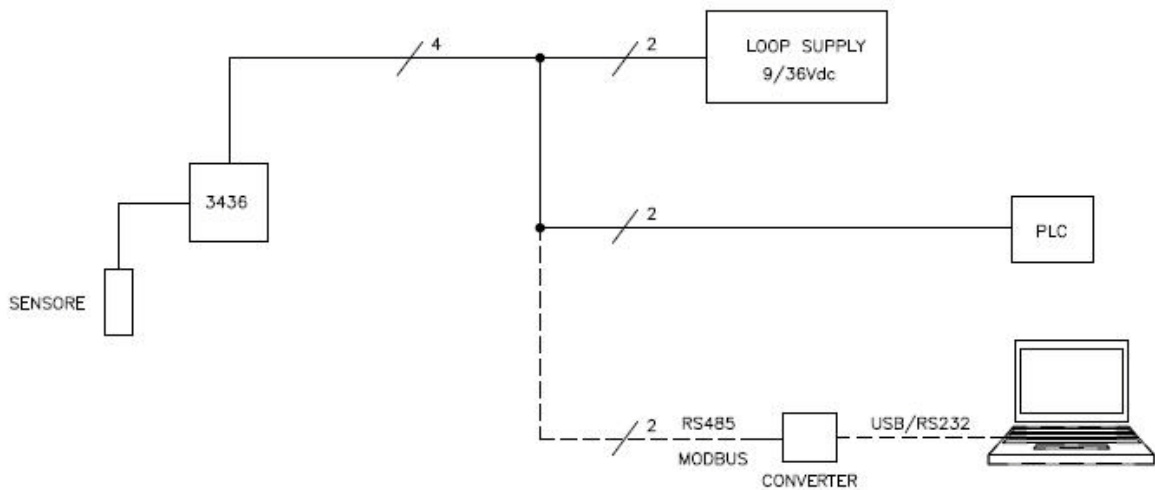 4
2
LOOP SUPPLY
9/36Vdc
3436
2
PLC
SENSORE
2
RS485
USB/RS232
MODBUS
CONVERTER